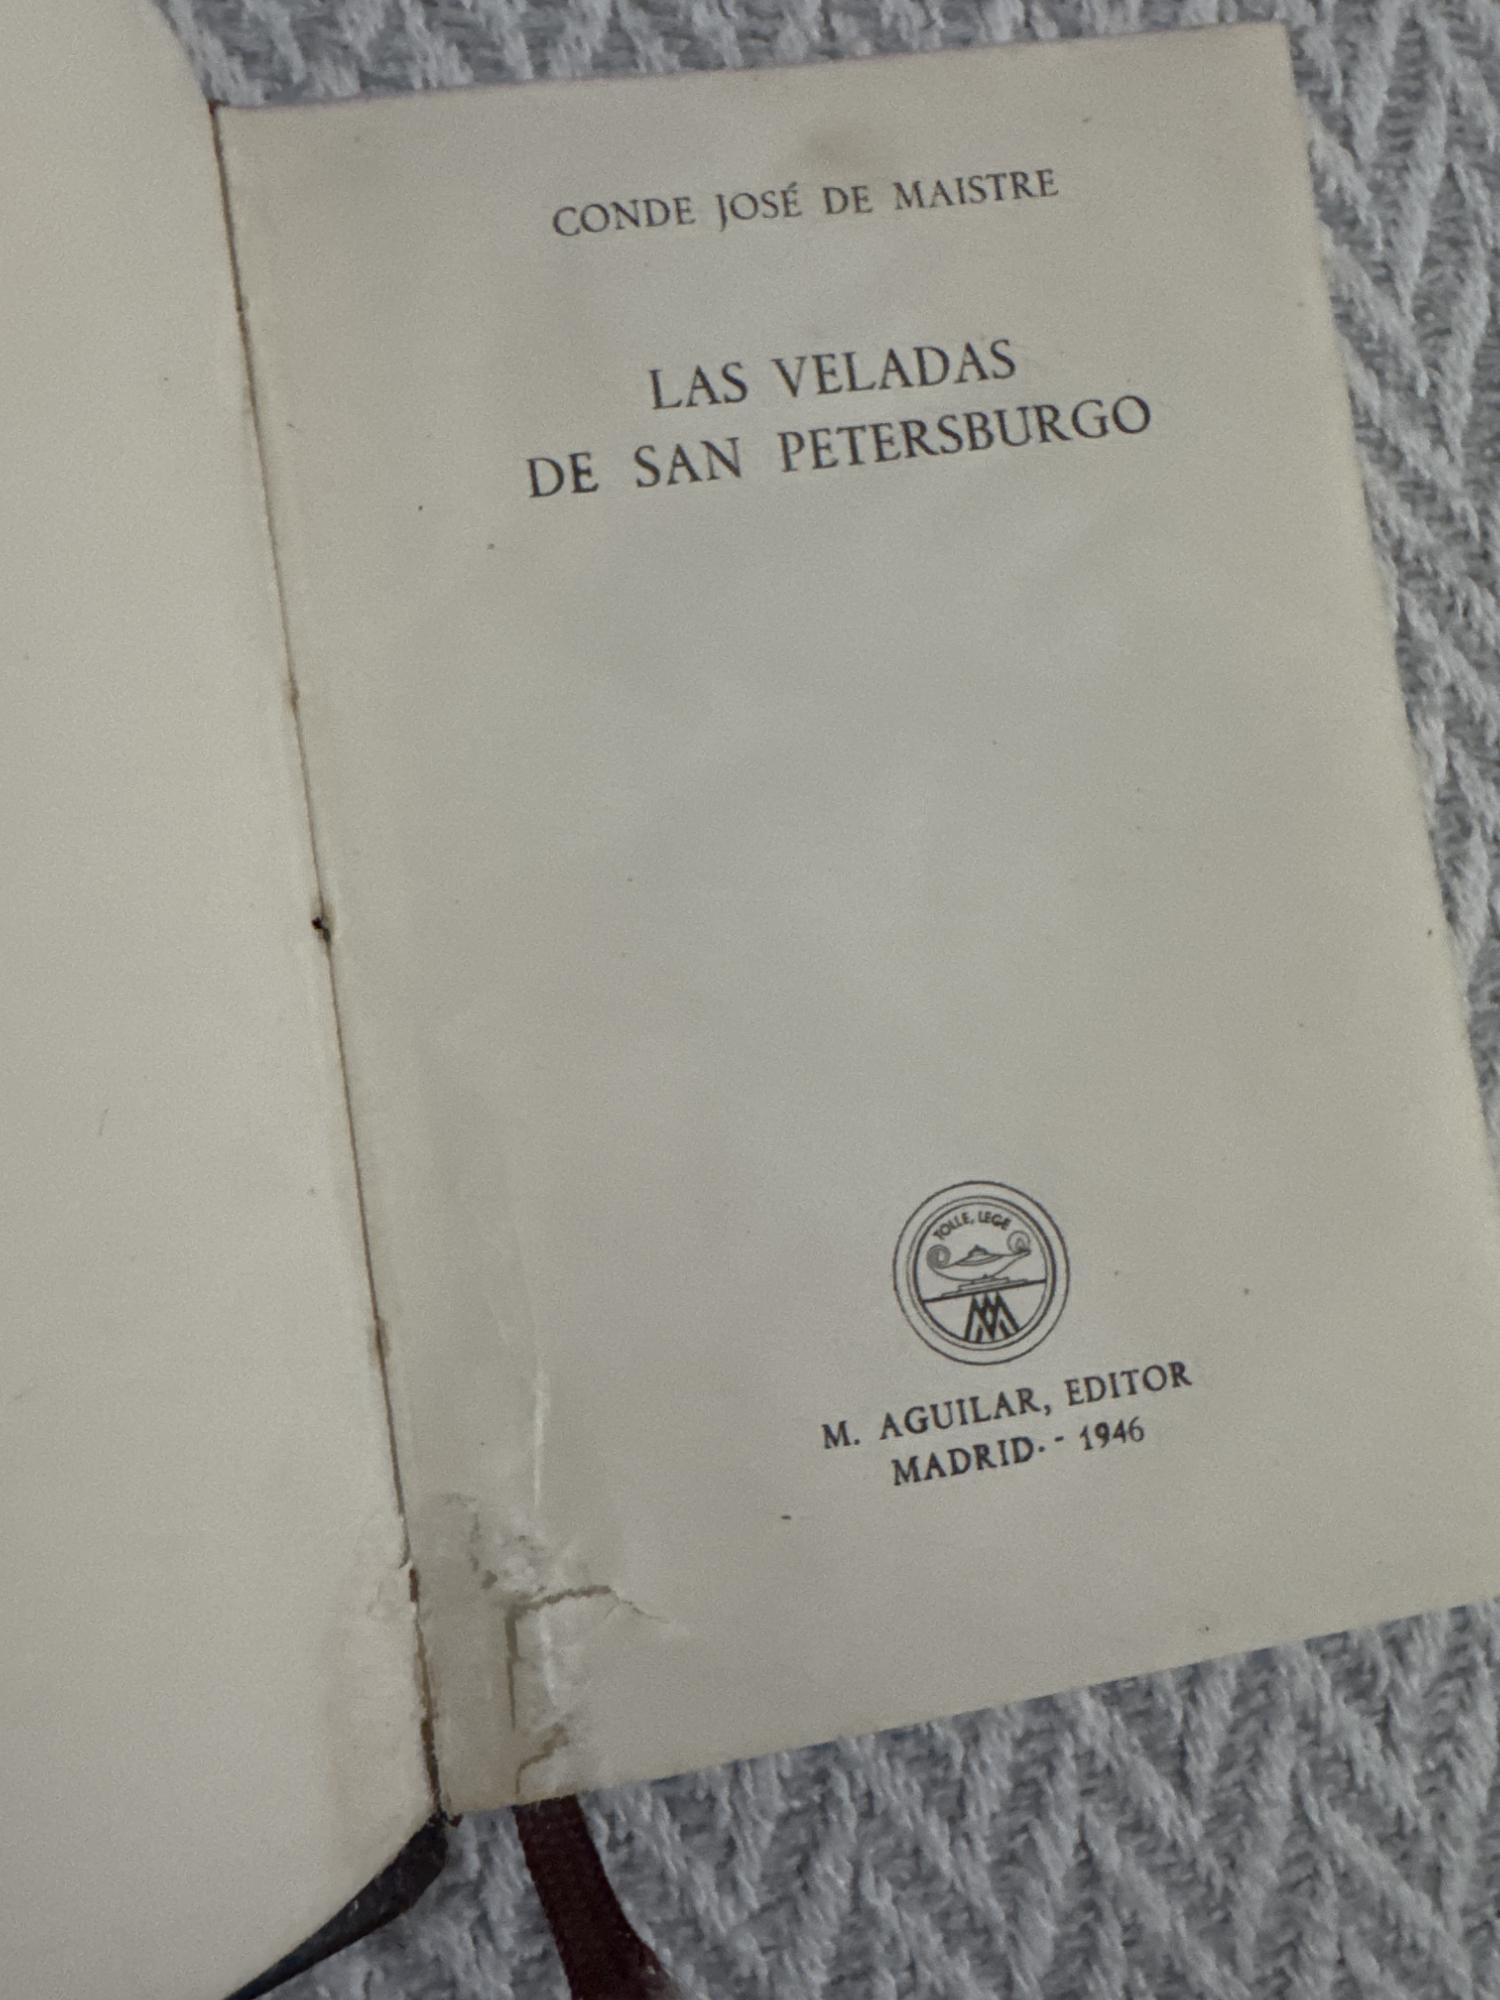 CONDE JOSÉ DE MAISTRE
LAS VELADAS
DE SAN PETERSBURGO
TOLLE, LEGE
M. AGUILAR, EDITOR
MADRID. - 1946